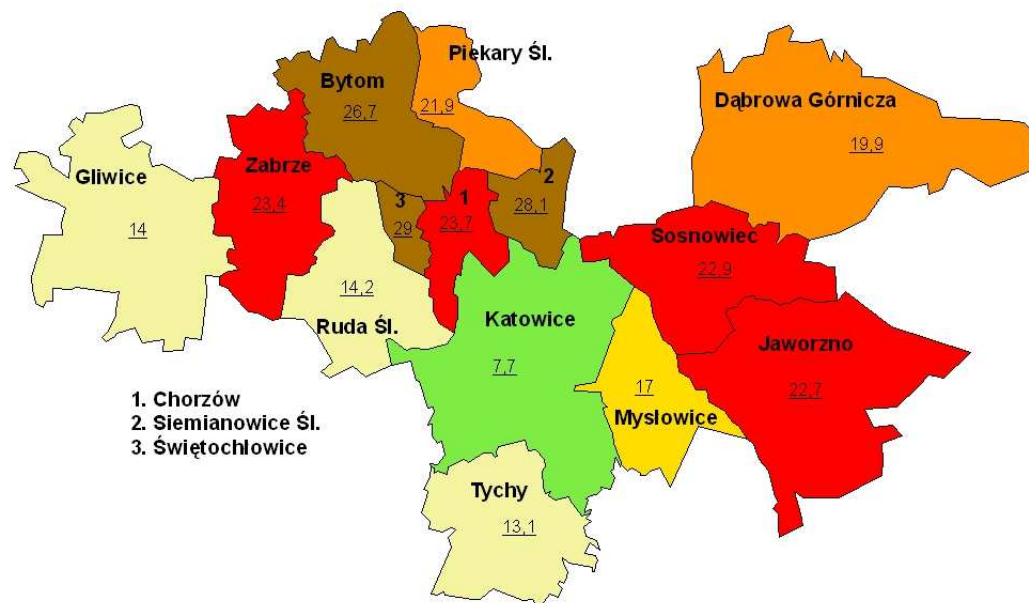 Piekary Śl.
Bytom
26,7
21,9
Dąbrowa Górnicza
19,9
Gliwice
14
Zabrze
23,4
3
29
1
23,7
2
28,1
Sosnowiec
22,9
14,2
Ruda Śl.
Katowice
7,7
Jaworzno
22,7
17
Mysłowice
1. Chorzów
2. Siemianowice Śl.
3. Świętochłowice
Tychy
13,1